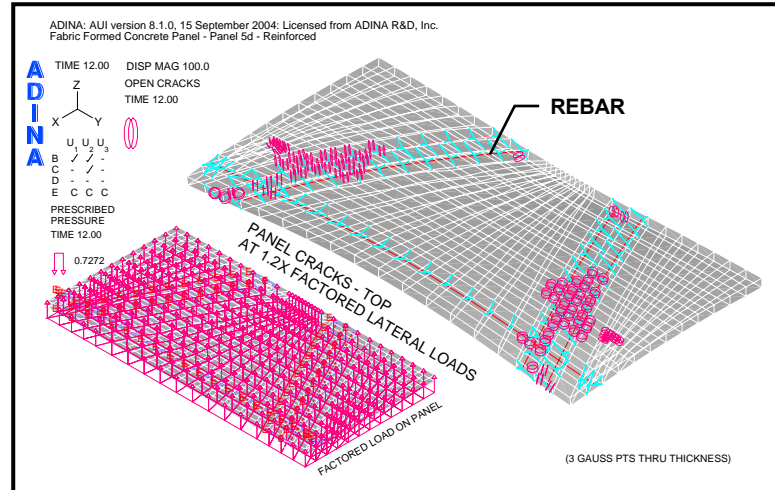 ADINA: AUI version 8.1.0, 15 September 2004: Licensed from ADINA R&D, Inc.
Fabric Formed Concrete Panel - Panel 5d - Reinforced
ADINA
TIME 12.00
DISP MAG 100.0
OPEN CRACKS
TIME 12.00
Z
X Y
U1 U2 U3
B ✓ ✓ -
C - ✓ -
D - - -
E C C C
PRESCRIBED
PRESSURE
TIME 12.00
0.7272
REBAR
PANEL CRACKS - TOP
AT 1.2X FACTORED LATERAL LOADS
FACTORED LOAD ON PANEL
(3 GAUSS PTS THRU THICKNESS)